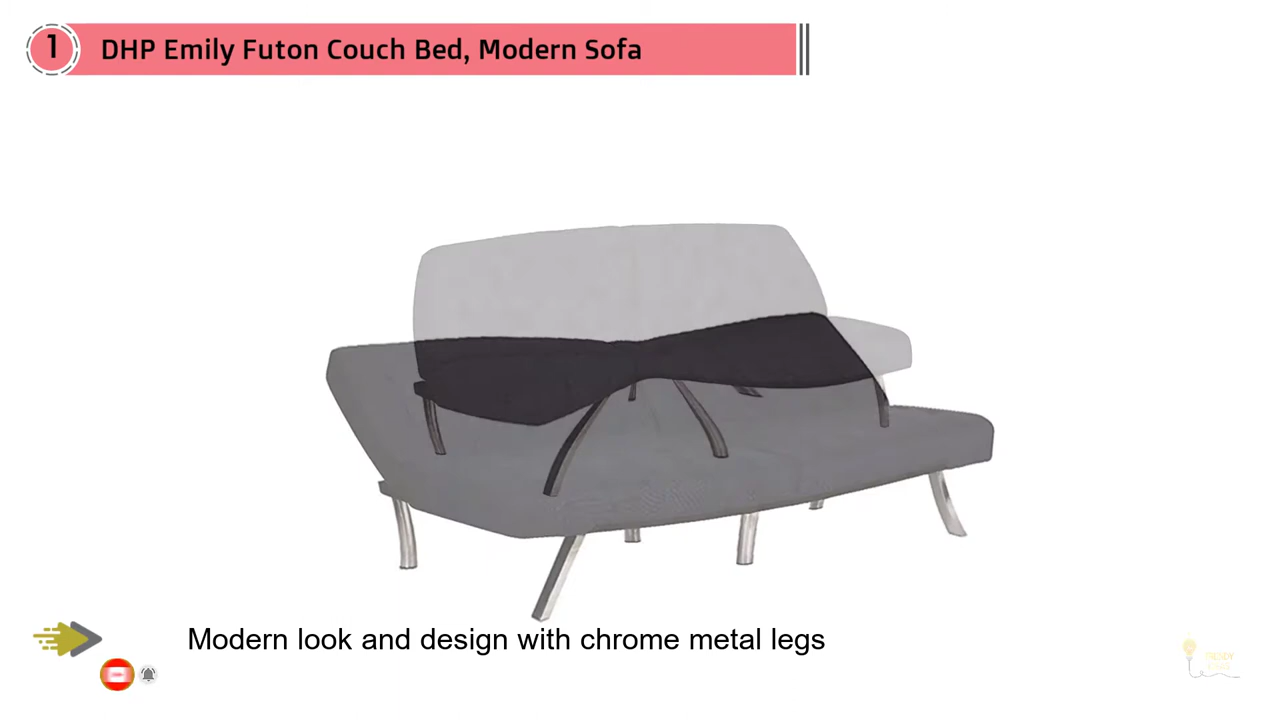 1
DHP Emily Futon Couch Bed, Modern Sofa
Modern look and design with chrome metal legs